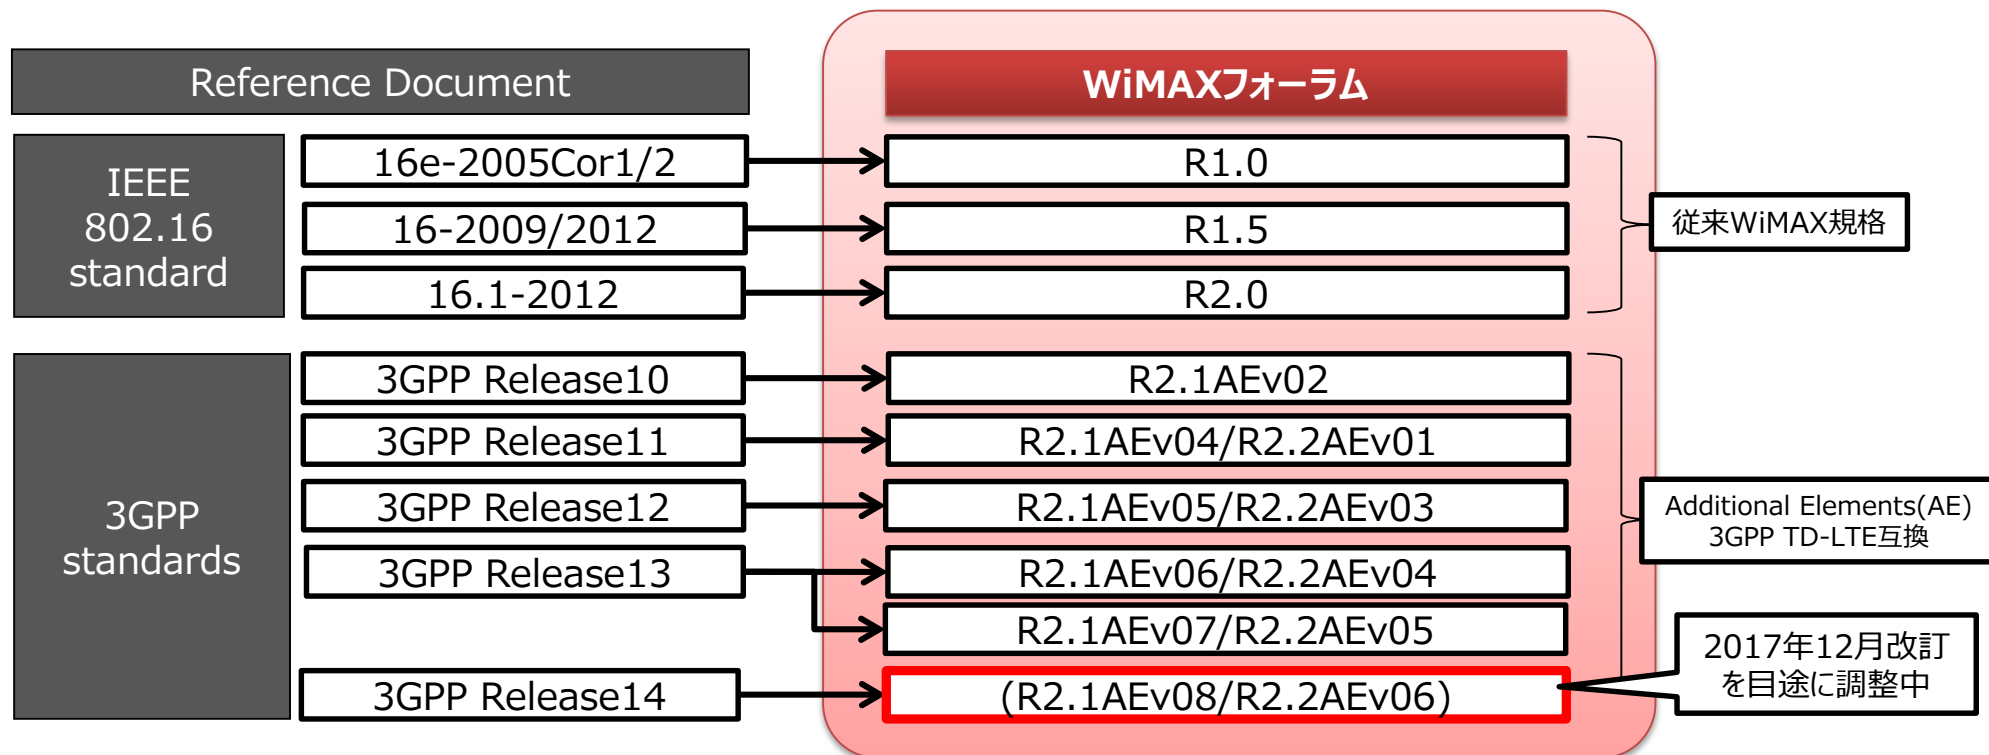 Reference Document
WiMAXフォーラム
IEEE
802.16
standard
16e-2005Cor1/2
R1.0
16-2009/2012
R1.5
16.1-2012
R2.0
従来WiMAX規格
3GPP
standards
3GPP Release10
R2.1AEv02
3GPP Release11
R2.1AEv04/R2.2AEv01
3GPP Release12
R2.1AEv05/R2.2AEv03
3GPP Release13
R2.1AEv06/R2.2AEv04
R2.1AEv07/R2.2AEv05
3GPP Release14
(R2.1AEv08/R2.2AEv06)
Additional Elements(AE)
3GPP TD-LTE互換
2017年12月改訂
を目途に調整中